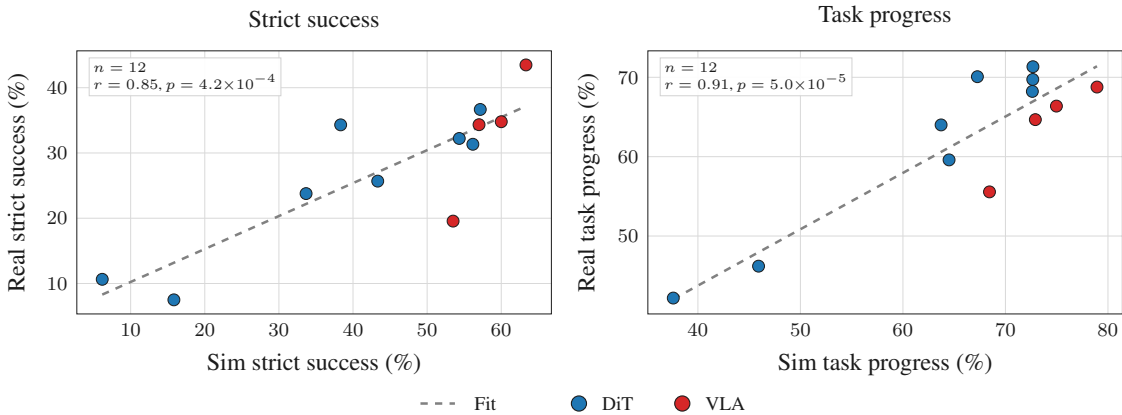 Strict success
n = 12
r = 0.85, p = 4.2×10⁻⁴
Real strict success (%)
40
30
20
10
10 20 30 40 50 60
Sim strict success (%)
Task progress
n = 12
r = 0.91, p = 5.0×10⁻⁵
Real task progress (%)
70
60
50
40 50 60 70 80
Sim task progress (%)
Fit DiT VLA